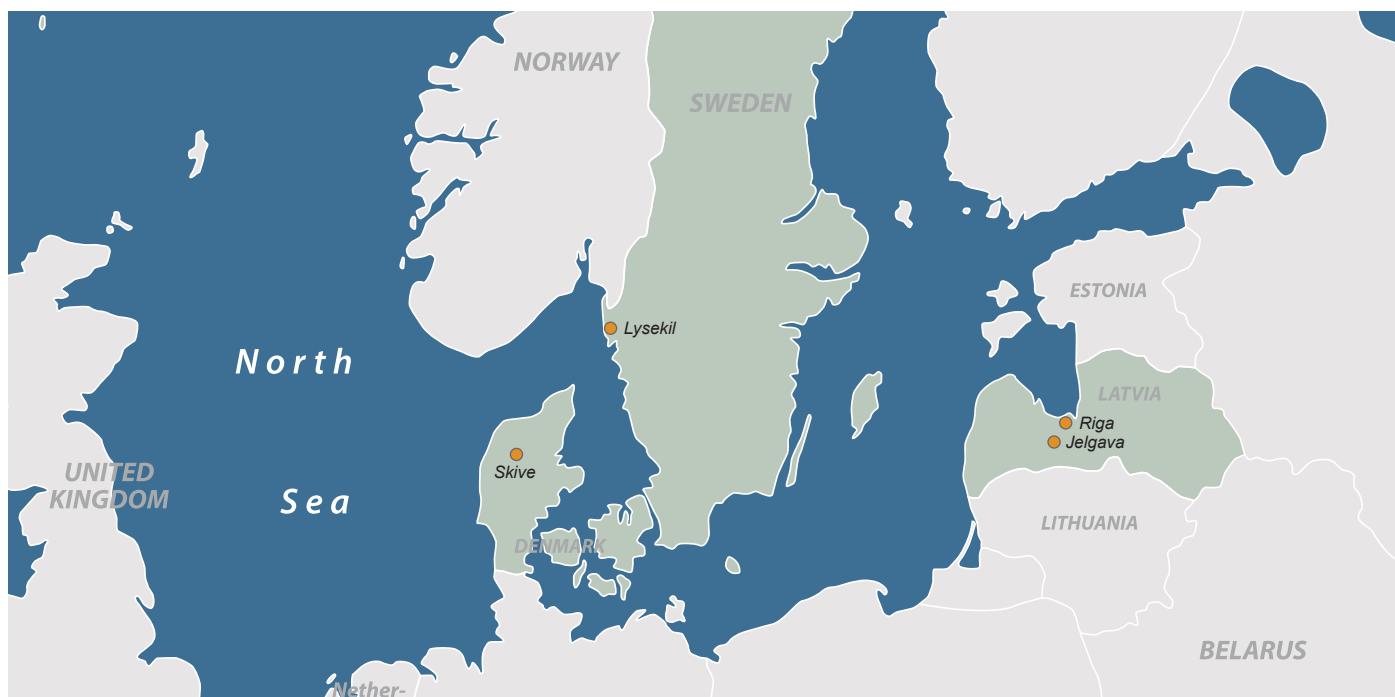 NORWAY
SWEDEN
ESTONIA
Lysekil
North
LATVIA
Riga
Jelgava
Skive
UNITED
KINGDOM
Sea
LITHUANIA
DENMARK
BELARUS
Nether-